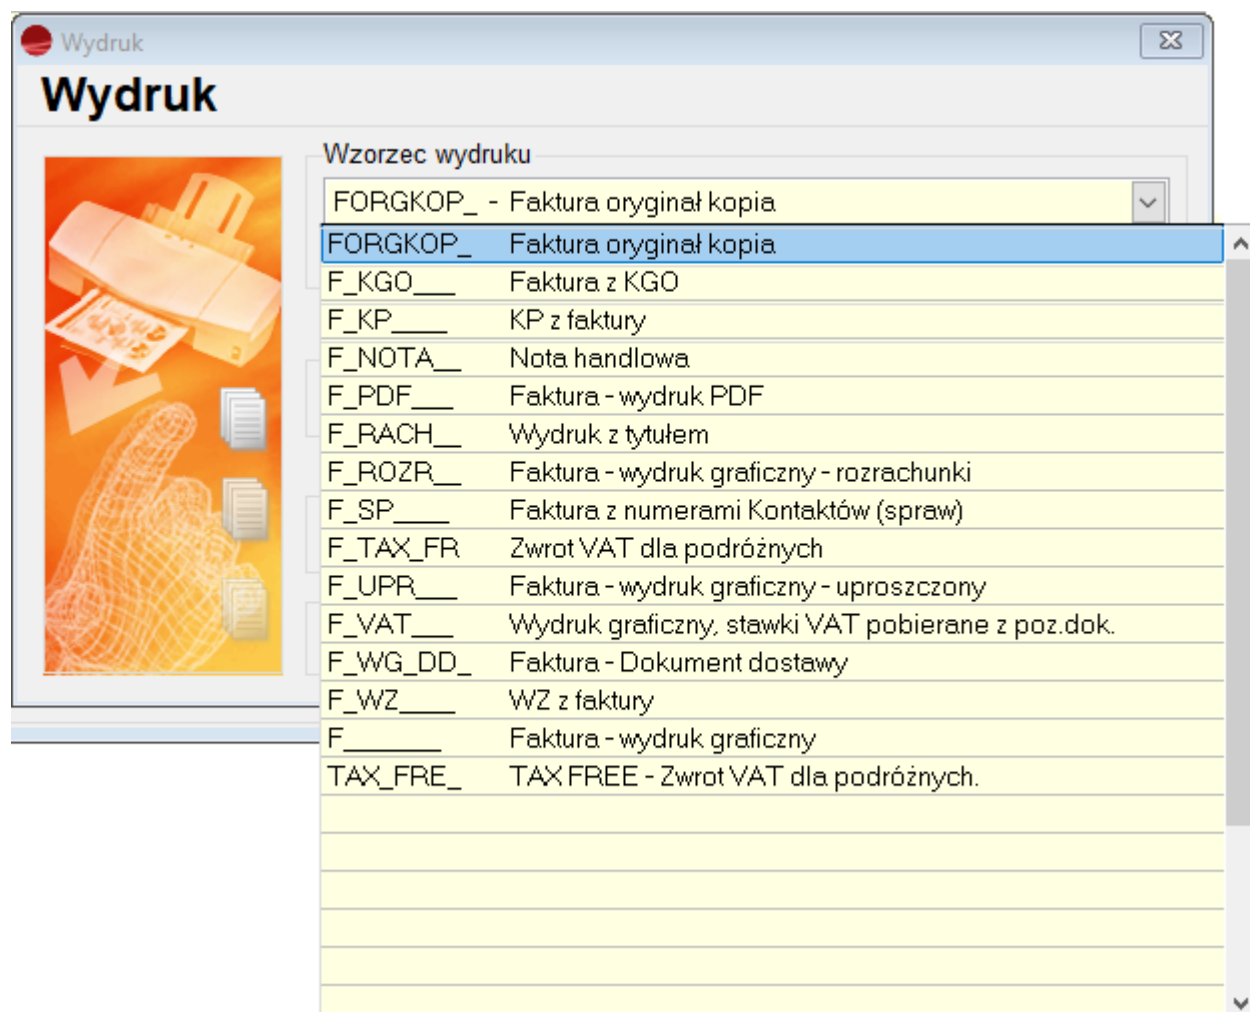 Wydruk
Wydruk
Wzorzec wydruku
FORGKOP_ - Faktura oryginał kopia
FORGKOP_ Faktura oryginał kopia
F_KGO___ Faktura z KGO
F_KP____ KP z faktury
F_NOTA__ Nota handlowa
F_PDF___ Faktura - wydruk PDF
F_RACH__ Wydruk z tytułem
F_ROZR__ Faktura - wydruk graficzny - rozrachunki
F_SP____ Faktura z numerami Kontaktów (spraw)
F_TAX_FR Zwrot VAT dla podróżnych
F_UPR___ Faktura - wydruk graficzny - uproszczony
F_VAT___ Wydruk graficzny, stawki VAT pobierane z poz.dok.
F_WG_DD_ Faktura - Dokument dostawy
F_WZ____ WZ z faktury
F_______ Faktura - wydruk graficzny
TAX_FRE_ TAX FREE - Zwrot VAT dla podróżnych.